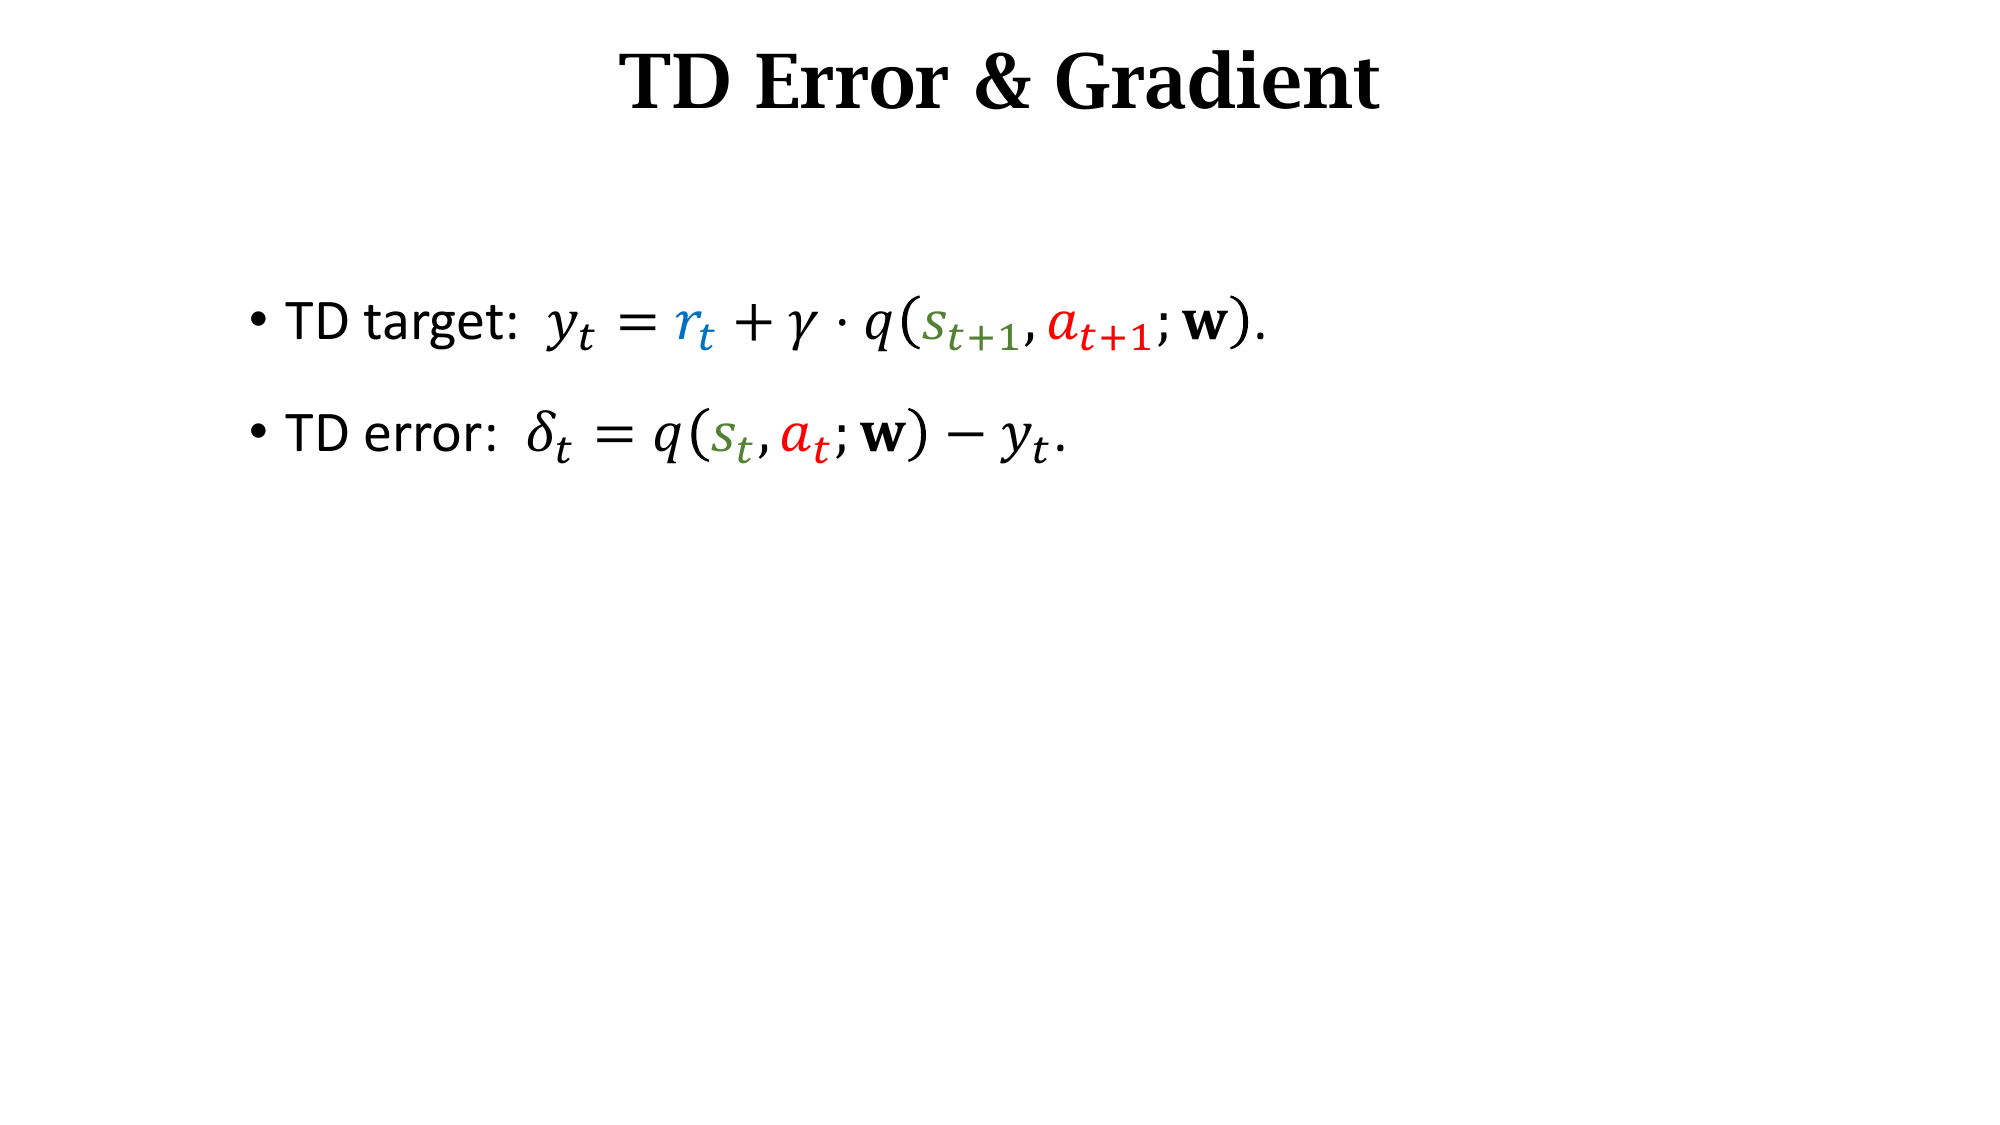 TD Error & Gradient
• TD target: $y_t = r_t + \gamma \cdot q(s_{t+1}, a_{t+1}; \mathbf{w}).$
• TD error: $\delta_t = q(s_t, a_t; \mathbf{w}) - y_t.$